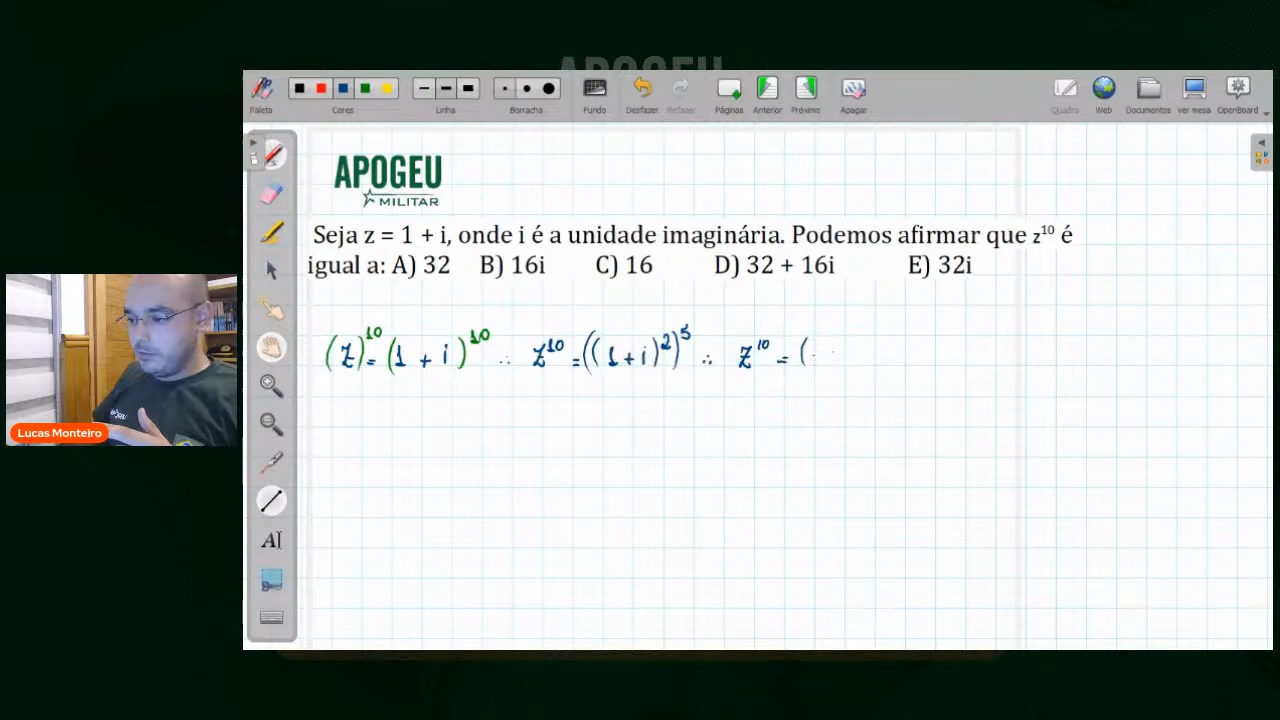 APOGEU
Paleta
Cores
Linha
Borracha
Fundo
Desfazer
Refazer
Páginas
Anterior
Próximo
Apagar
Quadro
Web
Documentos
Ver mesa
OpenBoard
APOGEU
MILITAR
Seja z = 1 + i, onde i é a unidade imaginária. Podemos afirmar que z¹⁰ é
igual a: A) 32 B) 16i C) 16 D) 32 + 16i E) 32i
(z)¹⁰ = (1 + i)¹⁰ ∴ z¹⁰ = ((1 + i)²)⁵ ∴ z¹⁰ = (
Lucas Monteiro
AI